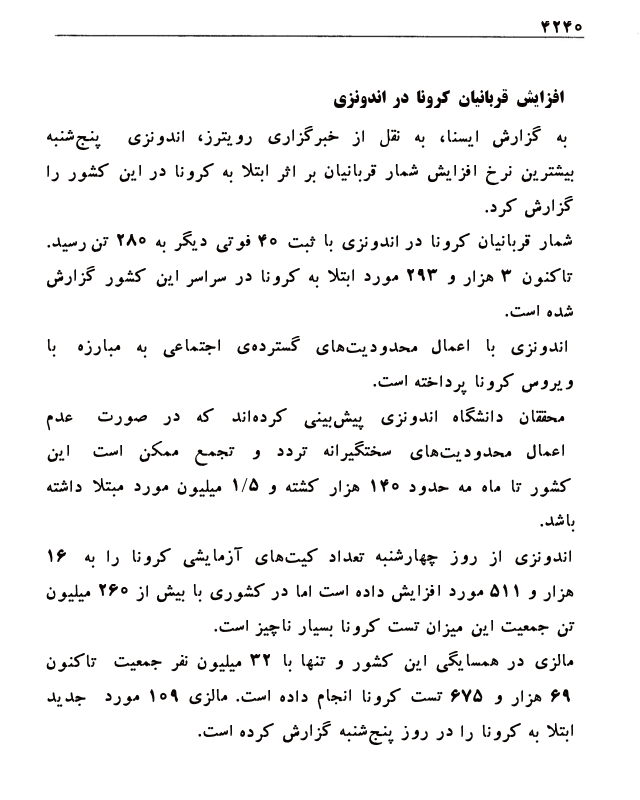 ۴۲۴۰
افزایش قربانیان کرونا در اندونزی
به گزارش ایسنا، به نقل از خبرگزاری رویترز، اندونزی پنج‌شنبه
بیشترین نرخ افزایش شمار قربانیان بر اثر ابتلا به کرونا در این کشور را
گزارش کرد.
شمار قربانیان کرونا در اندونزی با ثبت ۴۰ فوتی دیگر به ۲۸۰ تن رسید.
تاکنون ۳ هزار و ۲۹۳ مورد ابتلا به کرونا در سراسر این کشور گزارش
شده است.
اندونزی با اعمال محدودیت‌های گسترده‌ی اجتماعی به مبارزه با
ویروس کرونا پرداخته است.
محققان دانشگاه اندونزی پیش‌بینی کرده‌اند که در صورت عدم
اعمال محدودیت‌های سختگیرانه تردد و تجمع ممکن است این
کشور تا ماه مه حدود ۱۴۰ هزار کشته و ۱/۵ میلیون مورد مبتلا داشته
باشد.
اندونزی از روز چهارشنبه تعداد کیت‌های آزمایشی کرونا را به ۱۶
هزار و ۵۱۱ مورد افزایش داده است اما در کشوری با بیش از ۲۶۰ میلیون
تن جمعیت این میزان تست کرونا بسیار ناچیز است.
مالزی در همسایگی این کشور و تنها با ۳۲ میلیون نفر جمعیت تاکنون
۶۹ هزار و ۶۷۵ تست کرونا انجام داده است. مالزی ۱۰۹ مورد جدید
ابتلا به کرونا را در روز پنج‌شنبه گزارش کرده است.